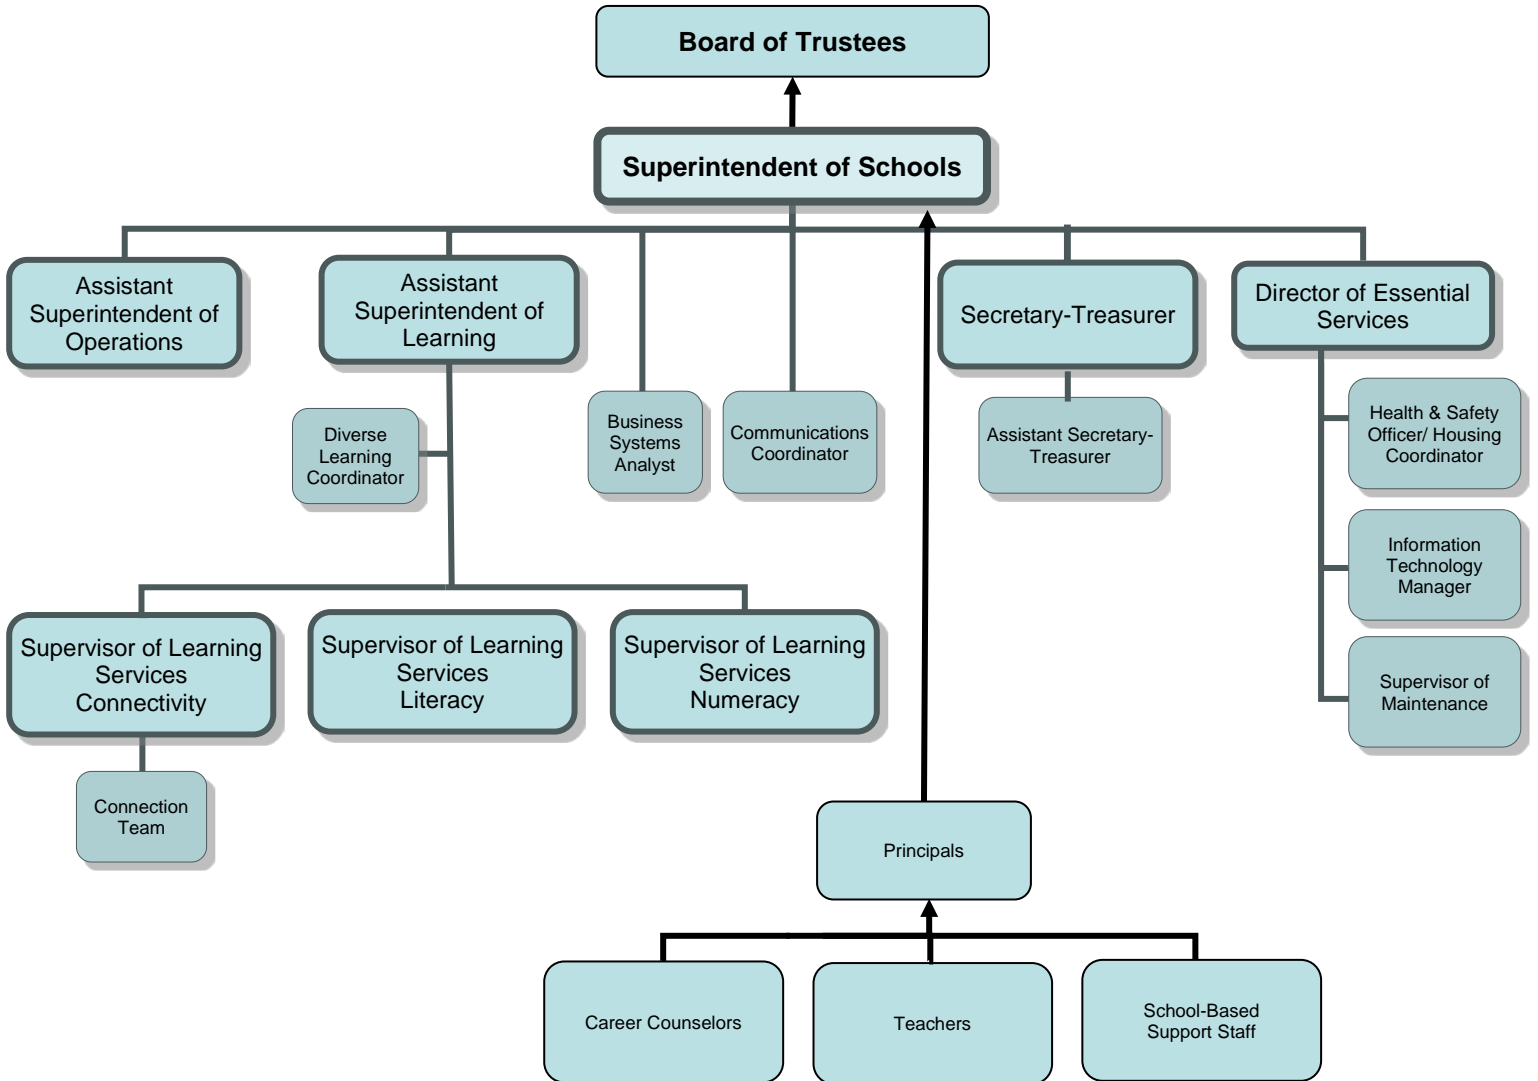 Board of Trustees
Superintendent of Schools
Assistant
Superintendent of
Operations
Assistant
Superintendent of
Learning
Secretary-Treasurer
Director of Essential
Services
Diverse
Learning
Coordinator
Business
Systems
Analyst
Communications
Coordinator
Assistant Secretary-
Treasurer
Health & Safety
Officer/ Housing
Coordinator
Information
Technology
Manager
Supervisor of
Maintenance
Supervisor of Learning
Services
Connectivity
Supervisor of Learning
Services
Literacy
Supervisor of Learning
Services
Numeracy
Connection
Team
Principals
Career Counselors
Teachers
School-Based
Support Staff